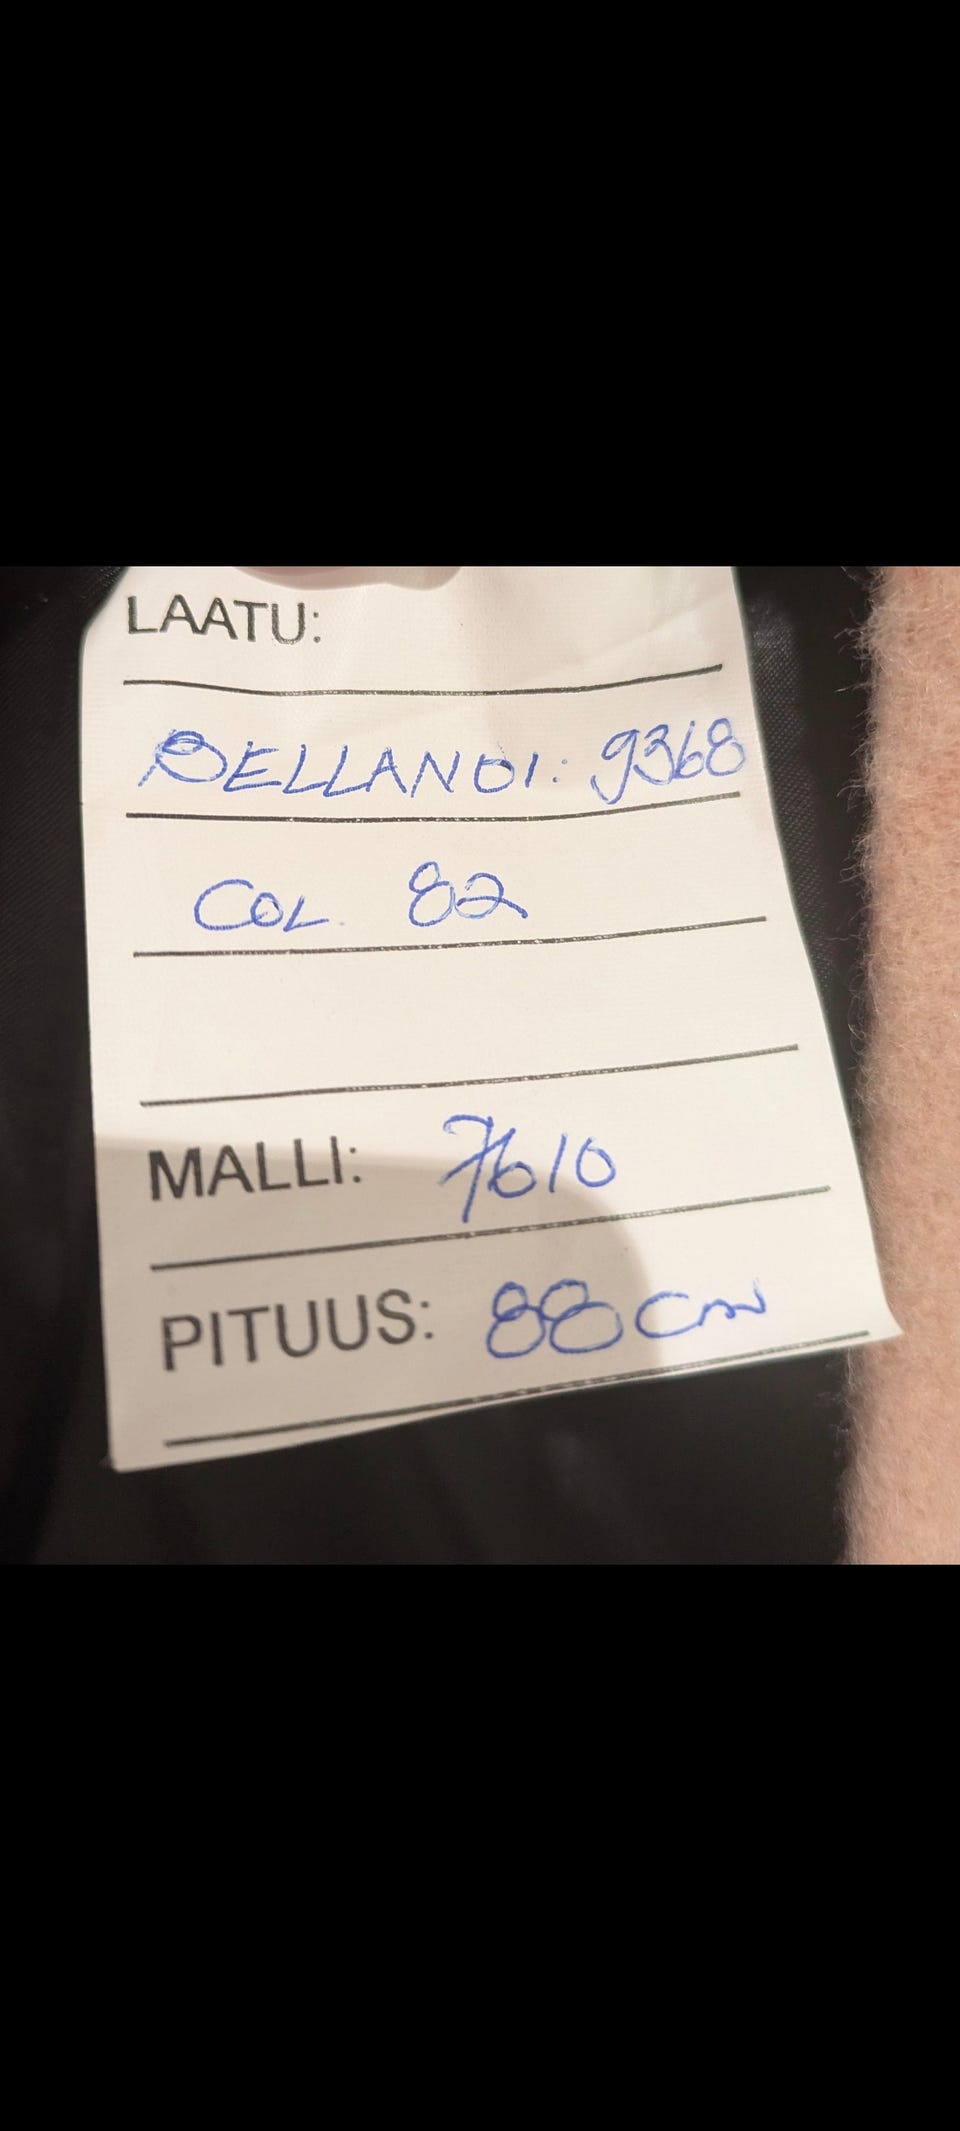 LAATU:
BELLANDI: 9368
COL. 82
MALLI: 7610
PITUUS: 88 cm